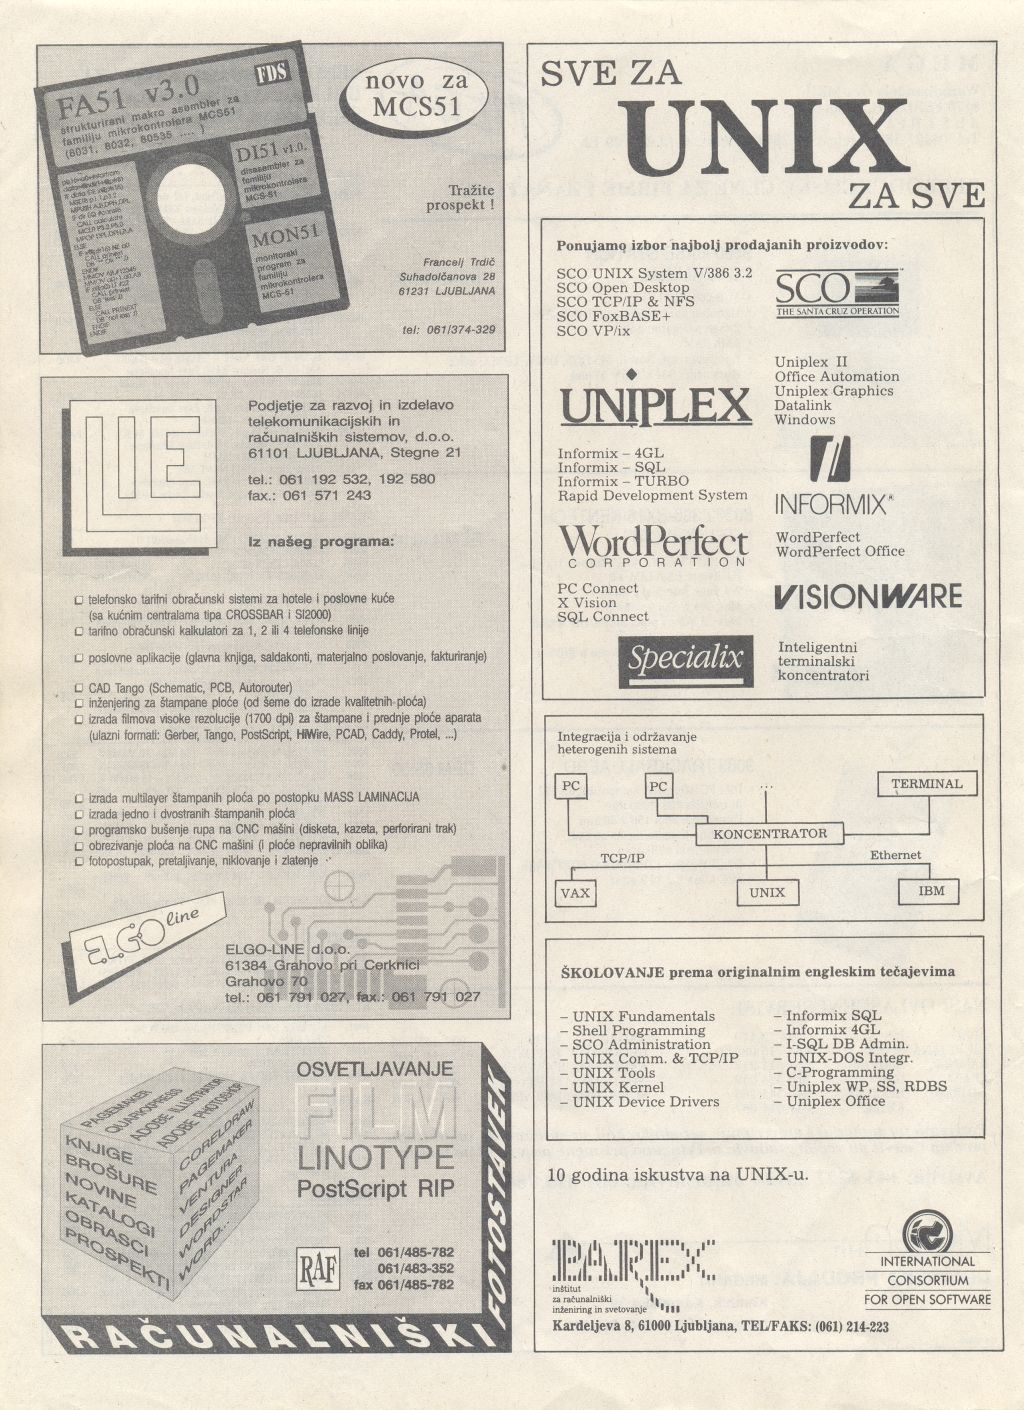 FA51 v3.0
FDS
strukturirani makro asembler za
familiju mikrokontrolera MCS51
(8031, 8032, 80535 .... )
DI51 v1.0.
disasembler za
familiju
mikrokontrolera
MCS-51
MON51
monitorski
program za
familiju
mikrokontrolera
MCS-51
novo za
MCS51
Tražite
prospekt !
Francelj Trdič
Suhadolčanova 28
61231 LJUBLJANA
tel: 061/374-329
LE
Podjetje za razvoj in izdelavo
telekomunikacijskih in
računalniških sistemov, d.o.o.
61101 LJUBLJANA, Stegne 21
tel.: 061 192 532, 192 580
fax.: 061 571 243
Iz našeg programa:
telefonsko tarifni obračunski sistemi za hotele i poslovne kuće
(sa kućnim centralama tipa CROSSBAR i SI2000)
tarifno obračunski kalkulatori za 1, 2 ili 4 telefonske linije
poslovne aplikacije (glavna knjiga, saldakonti, materjalno poslovanje, fakturiranje)
CAD Tango (Schematic, PCB, Autorouter)
inženjering za štampane ploće (od šeme do izrade kvalitetnih ploća)
izrada filmova visoke rezolucije (1700 dpi) za štampane i prednje ploće aparata
(ulazni formati: Gerber, Tango, PostScript, HiWire, PCAD, Caddy, Protel, ...)
izrada multilayer štampanih ploća po postopku MASS LAMINACIJA
izrada jedno i dvostranih štampanih ploća
programsko bušenje rupa na CNC mašini (disketa, kazeta, perforirani trak)
obrezivanje ploća na CNC mašini (i ploće nepravilnih oblika)
fotopostupak, pretaljivanje, niklovanje i zlatenje
ELGO line
ELGO-LINE d.o.o.
61384 Grahovo pri Cerknici
Grahovo 70
tel.: 061 791 027, fax.: 061 791 027
PAGEMAKER
QUARKXPRESS
ADOBE ILLUSTRATOR
ADOBE PHOTOSHOP
KNJIGE
BROŠURE
NOVINE
KATALOGI
OBRASCI
PROSPEKTI
CORELDRAW
PAGEMAKER
VENTURA
DESIGNER
WORDSTAR
WORD...
OSVETLJAVANJE
FILM
LINOTYPE
PostScript RIP
RAF
tel 061/485-782
061/483-352
fax 061/485-782
RAČUNALNIŠKI
FOTOSTAVEK
SVE ZA
UNIX
ZA SVE
Ponujamo izbor najbolj prodajanih proizvodov:
SCO UNIX System V/386 3.2
SCO Open Desktop
SCO TCP/IP & NFS
SCO FoxBASE+
SCO VP/ix
SCO
THE SANTA CRUZ OPERATION
UNIPLEX
Uniplex II
Office Automation
Uniplex Graphics
Datalink
Windows
Informix – 4GL
Informix – SQL
Informix – TURBO
Rapid Development System
INFORMIX®
WordPerfect
CORPORATION
WordPerfect
WordPerfect Office
PC Connect
X Vision
SQL Connect
VISIONWARE
Specialix
Inteligentni
terminalski
koncentratori
Integracija i održavanje
heterogenih sistema
PC
PC
...
TERMINAL
KONCENTRATOR
TCP/IP
Ethernet
VAX
UNIX
IBM
ŠKOLOVANJE prema originalnim engleskim tečajevima
– UNIX Fundamentals
– Shell Programming
– SCO Administration
– UNIX Comm. & TCP/IP
– UNIX Tools
– UNIX Kernel
– UNIX Device Drivers
– Informix SQL
– Informix 4GL
– I-SQL DB Admin.
– UNIX-DOS Integr.
– C-Programming
– Uniplex WP, SS, RDBS
– Uniplex Office
10 godina iskustva na UNIX-u.
PAREX
inštitut
za računalniški
inženiring in svetovanje
INTERNATIONAL
CONSORTIUM
FOR OPEN SOFTWARE
Kardeljeva 8, 61000 Ljubljana, TEL/FAKS: (061) 214-223